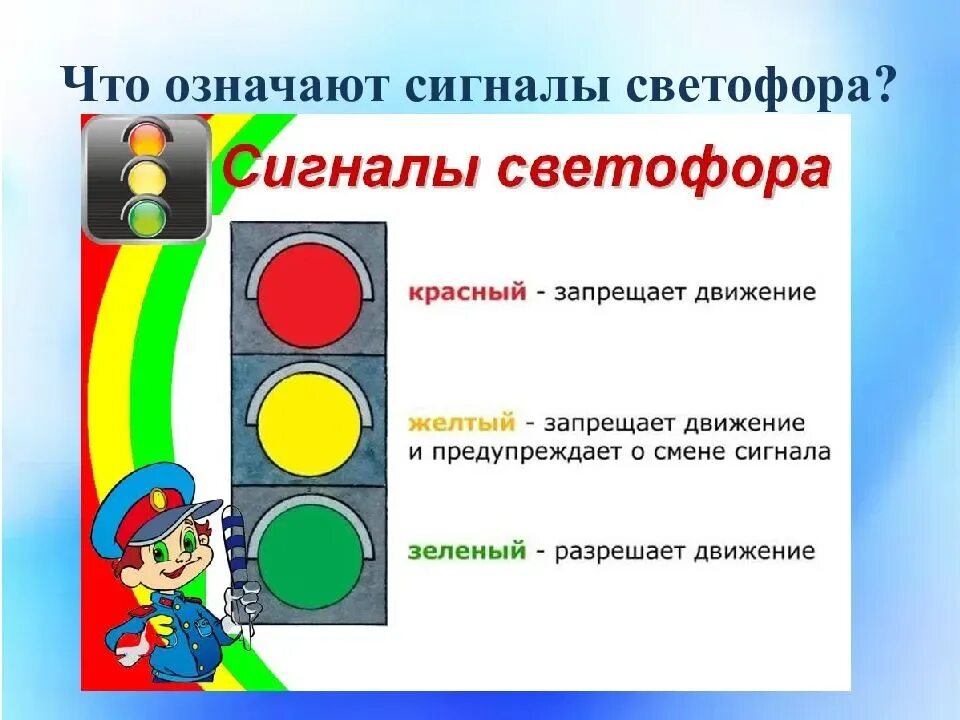 Что означают сигналы светофора?
Сигналы светофора
красный - запрещает движение
желтый - запрещает движение
и предупреждает о смене сигнала
зеленый - разрешает движение